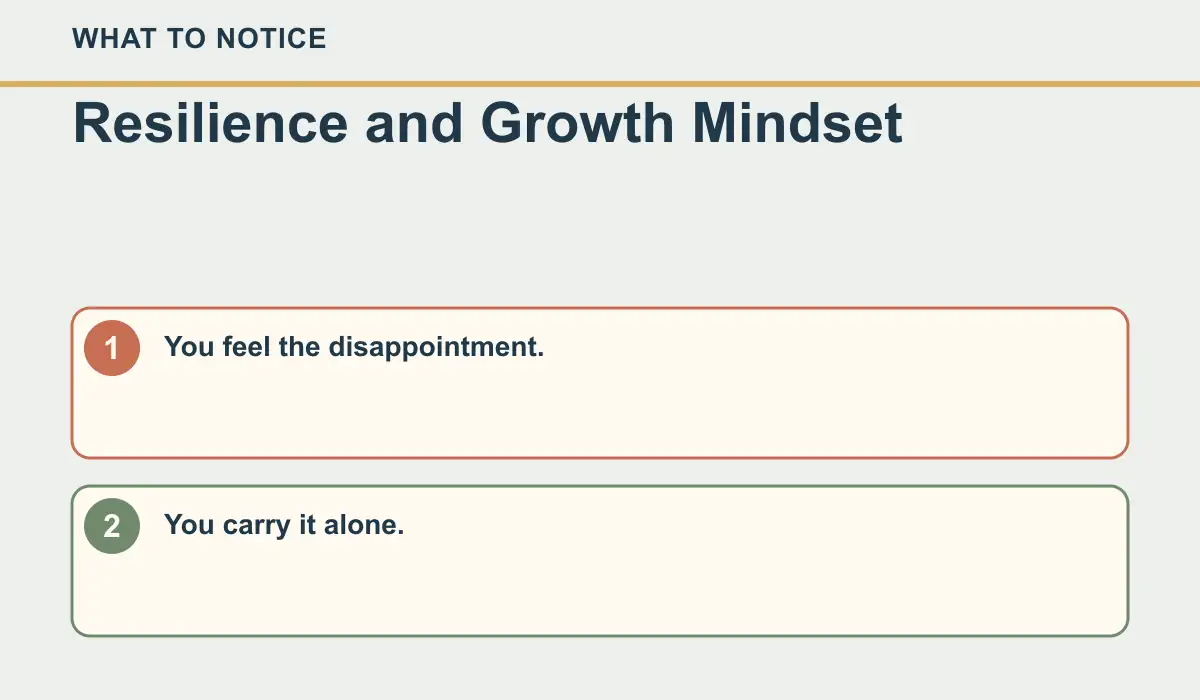 WHAT TO NOTICE
Resilience and Growth Mindset
1 You feel the disappointment.
2 You carry it alone.